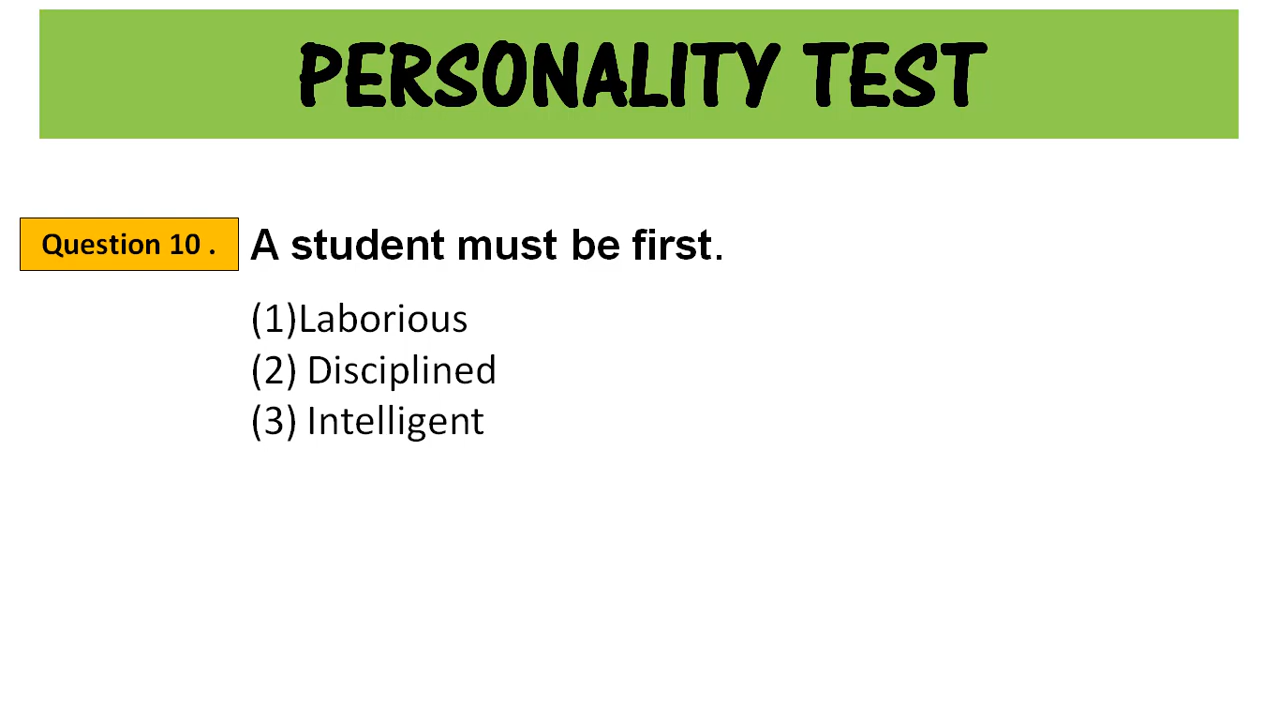 PERSONALITY TEST
Question 10 . A student must be first.
(1)Laborious
(2) Disciplined
(3) Intelligent